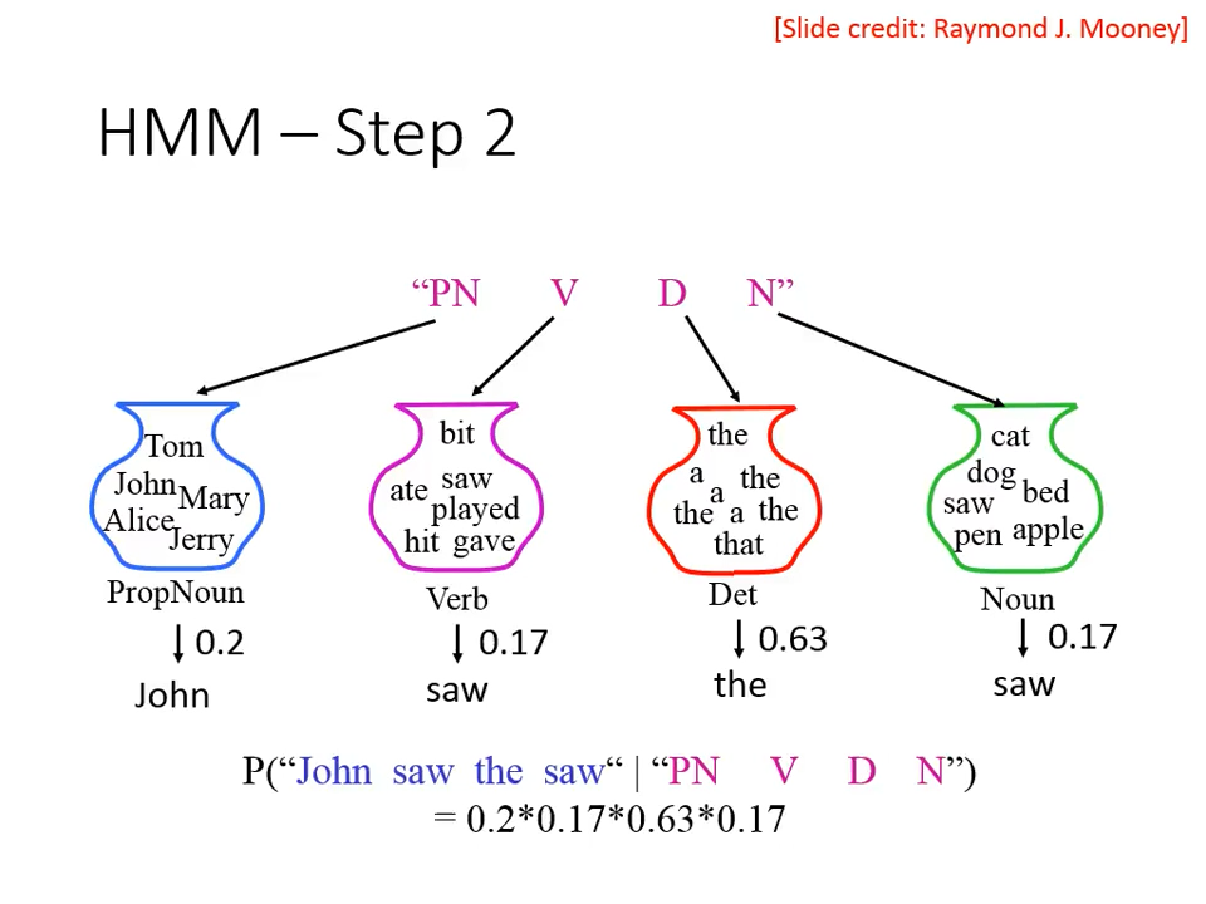 [Slide credit: Raymond J. Mooney]
HMM – Step 2
“PN V D N”
Tom
John Mary
Alice
Jerry
PropNoun
0.2
John
bit
ate saw
played
hit gave
Verb
0.17
saw
the
a a the
the a the
that
Det
0.63
the
cat
dog
saw bed
pen apple
Noun
0.17
saw
P(“John saw the saw“ | “PN V D N”)
= 0.2*0.17*0.63*0.17